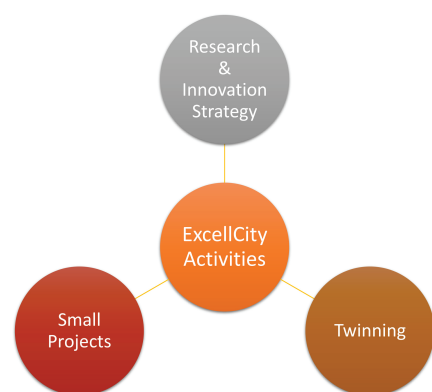 Research
&
Innovation
Strategy
ExcellCity
Activities
Small
Projects
Twinning